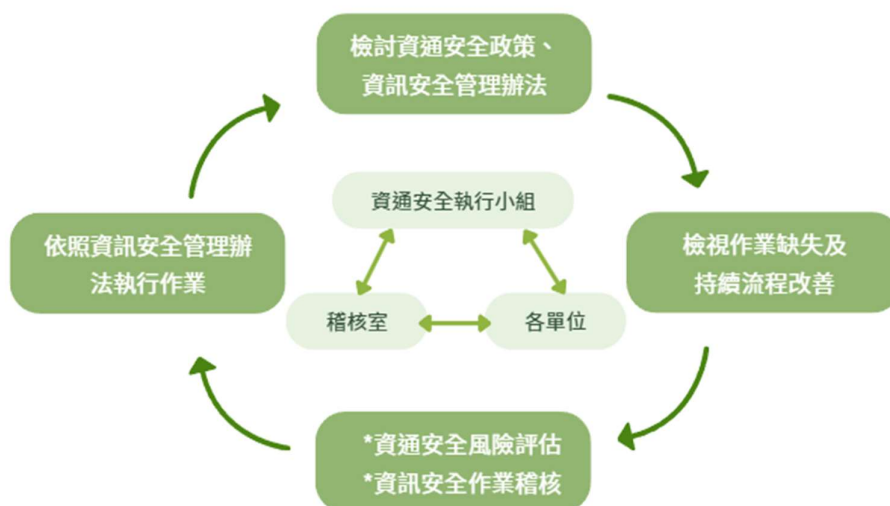 檢討資通安全政策、
資訊安全管理辦法
資通安全執行小組
依照資訊安全管理辦
法執行作業
檢視作業缺失及
持續流程改善
稽核室
各單位
*資通安全風險評估
*資訊安全作業稽核